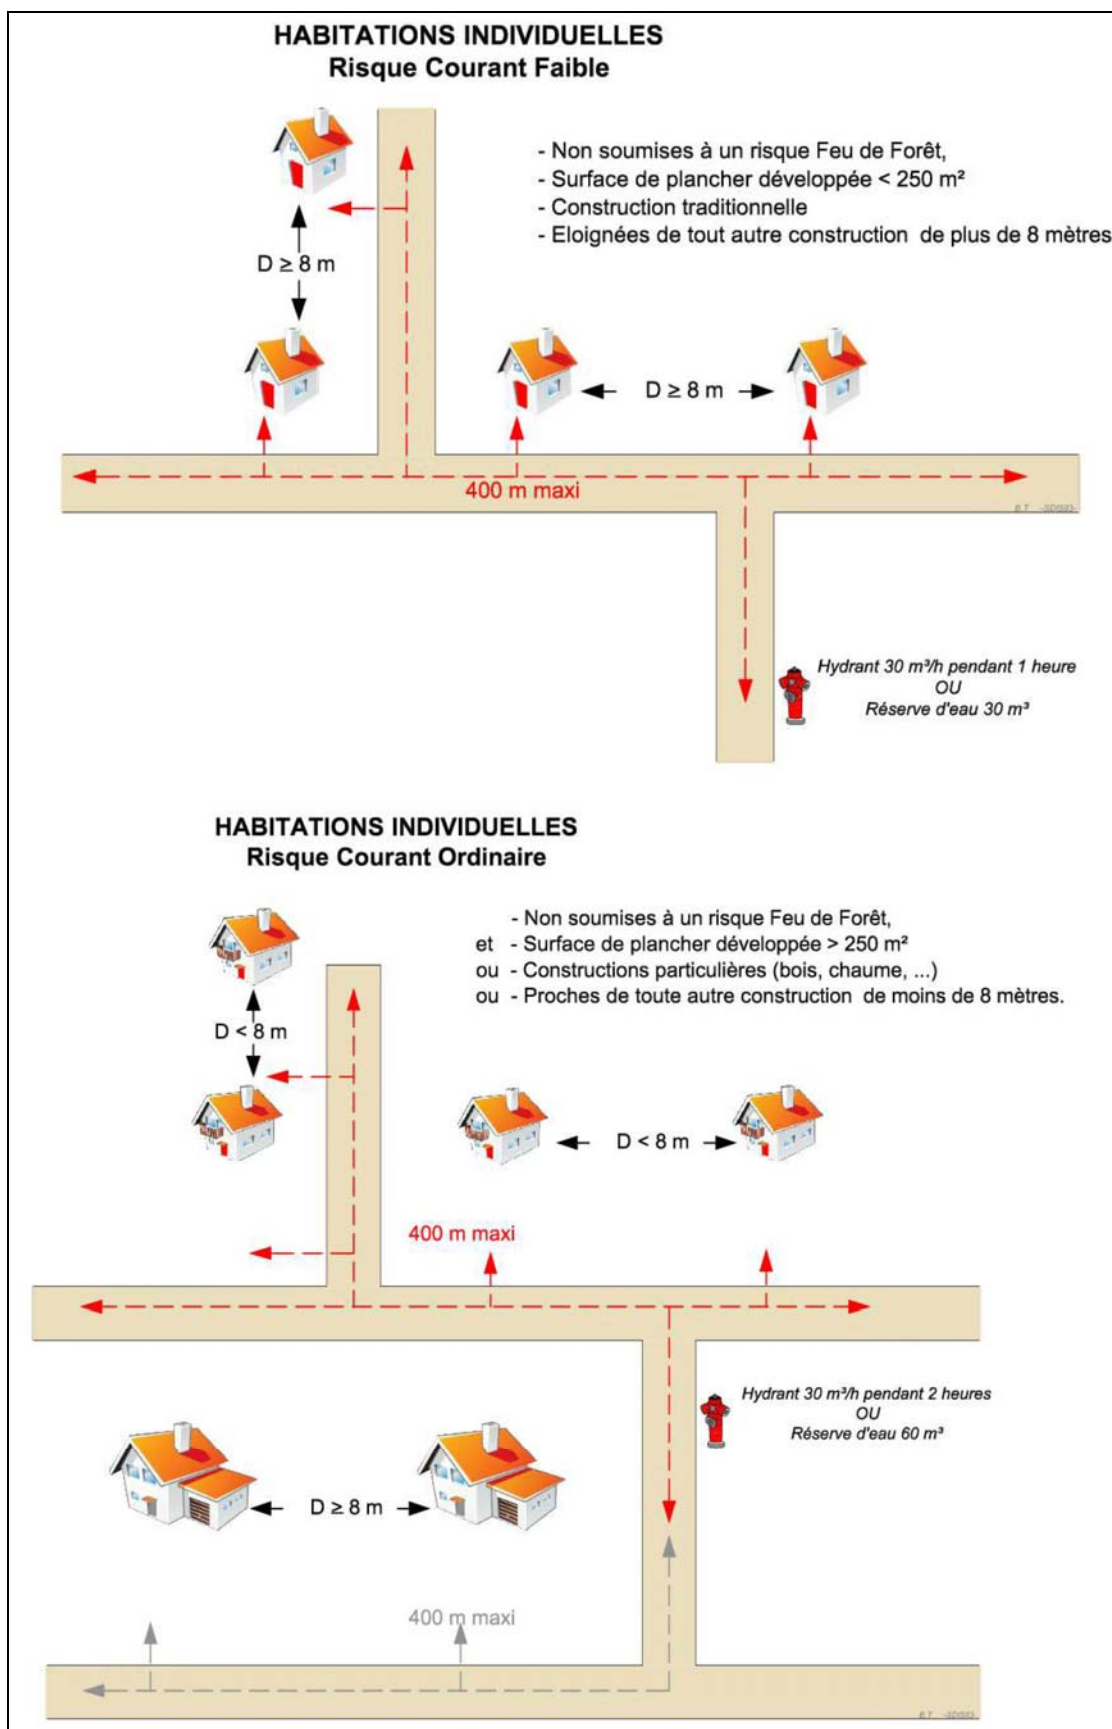 HABITATIONS INDIVIDUELLES
Risque Courant Faible
- Non soumises à un risque Feu de Forêt,
- Surface de plancher développée < 250 m²
- Construction traditionnelle
- Eloignées de tout autre construction de plus de 8 mètres
D ≥ 8 m
D ≥ 8 m
400 m maxi
B.T -SDIS83-
Hydrant 30 m³/h pendant 1 heure
OU
Réserve d'eau 30 m³
HABITATIONS INDIVIDUELLES
Risque Courant Ordinaire
- Non soumises à un risque Feu de Forêt,
et - Surface de plancher développée > 250 m²
ou - Constructions particulières (bois, chaume, ...)
ou - Proches de toute autre construction de moins de 8 mètres.
D < 8 m
D < 8 m
400 m maxi
Hydrant 30 m³/h pendant 2 heures
OU
Réserve d'eau 60 m³
D ≥ 8 m
400 m maxi
B.T -SDIS83-